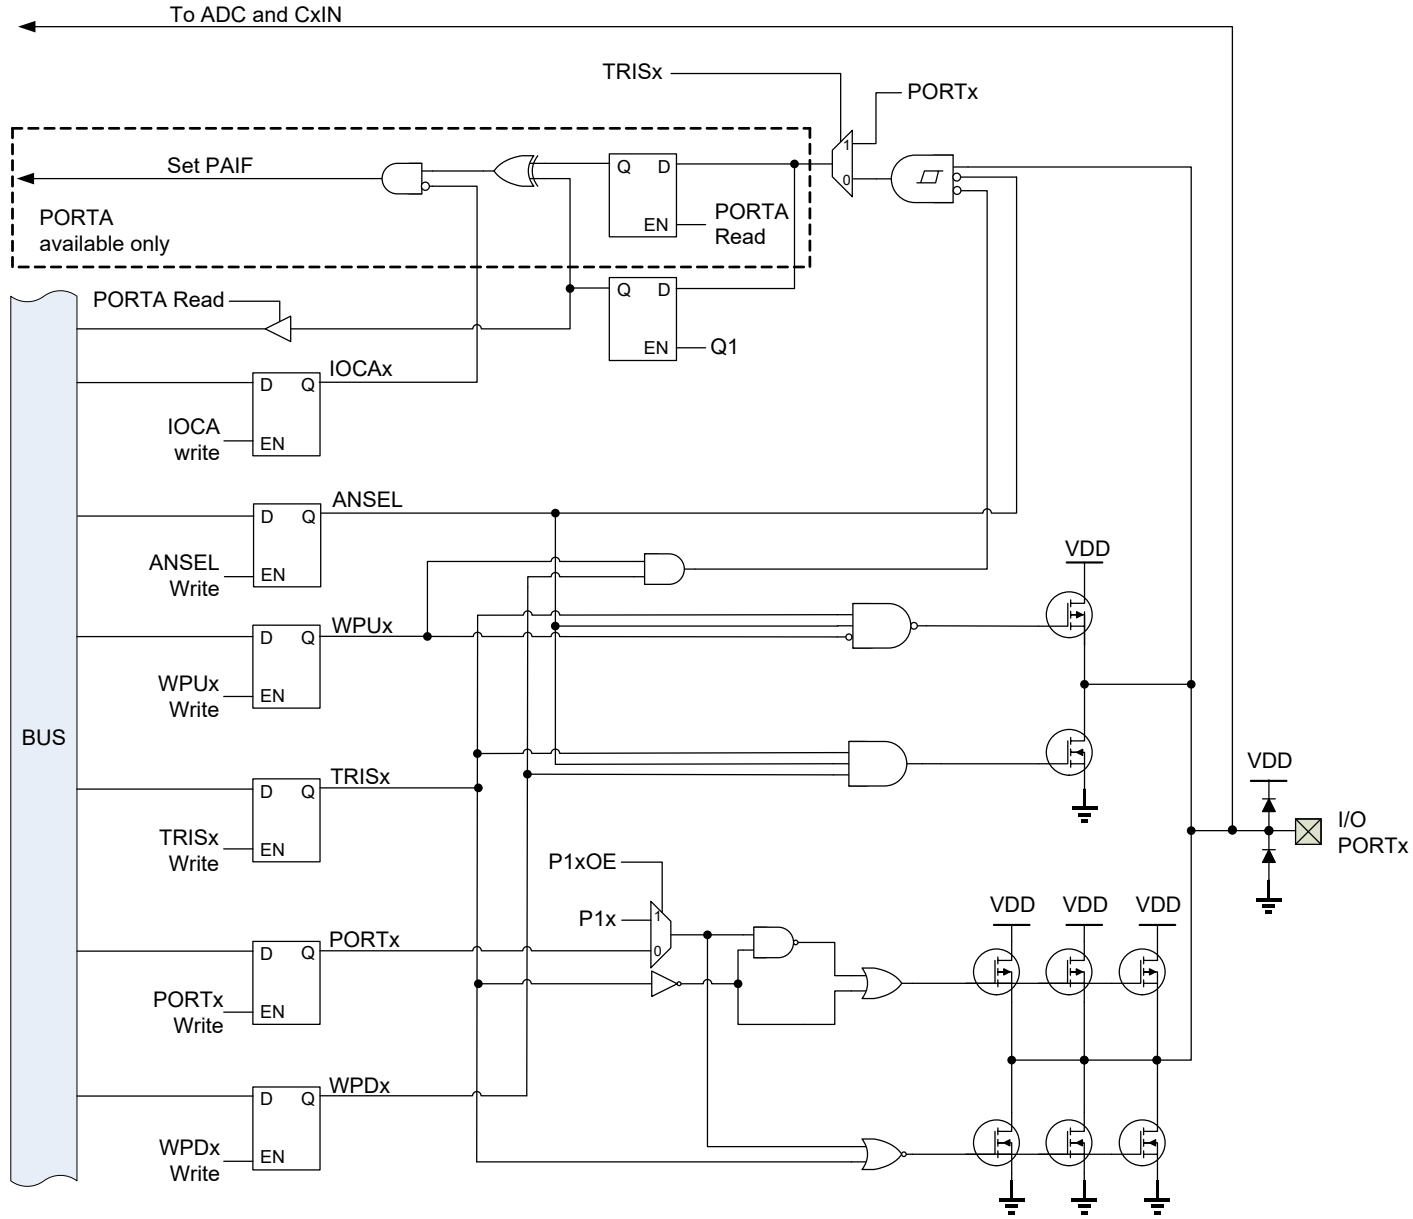 To ADC and CxIN
TRISx
PORTx
1
0
Set PAIF
Q D
EN
PORTA
Read
PORTA
available only
Q D
EN
Q1
PORTA Read
BUS
D Q
EN
IOCAx
IOCA
write
D Q
EN
ANSEL
ANSEL
Write
VDD
D Q
EN
WPUx
WPUx
Write
D Q
EN
TRISx
TRISx
Write
VDD
I/O
PORTx
P1xOE
P1x
1
0
VDD VDD VDD
D Q
EN
PORTx
PORTx
Write
D Q
EN
WPDx
WPDx
Write